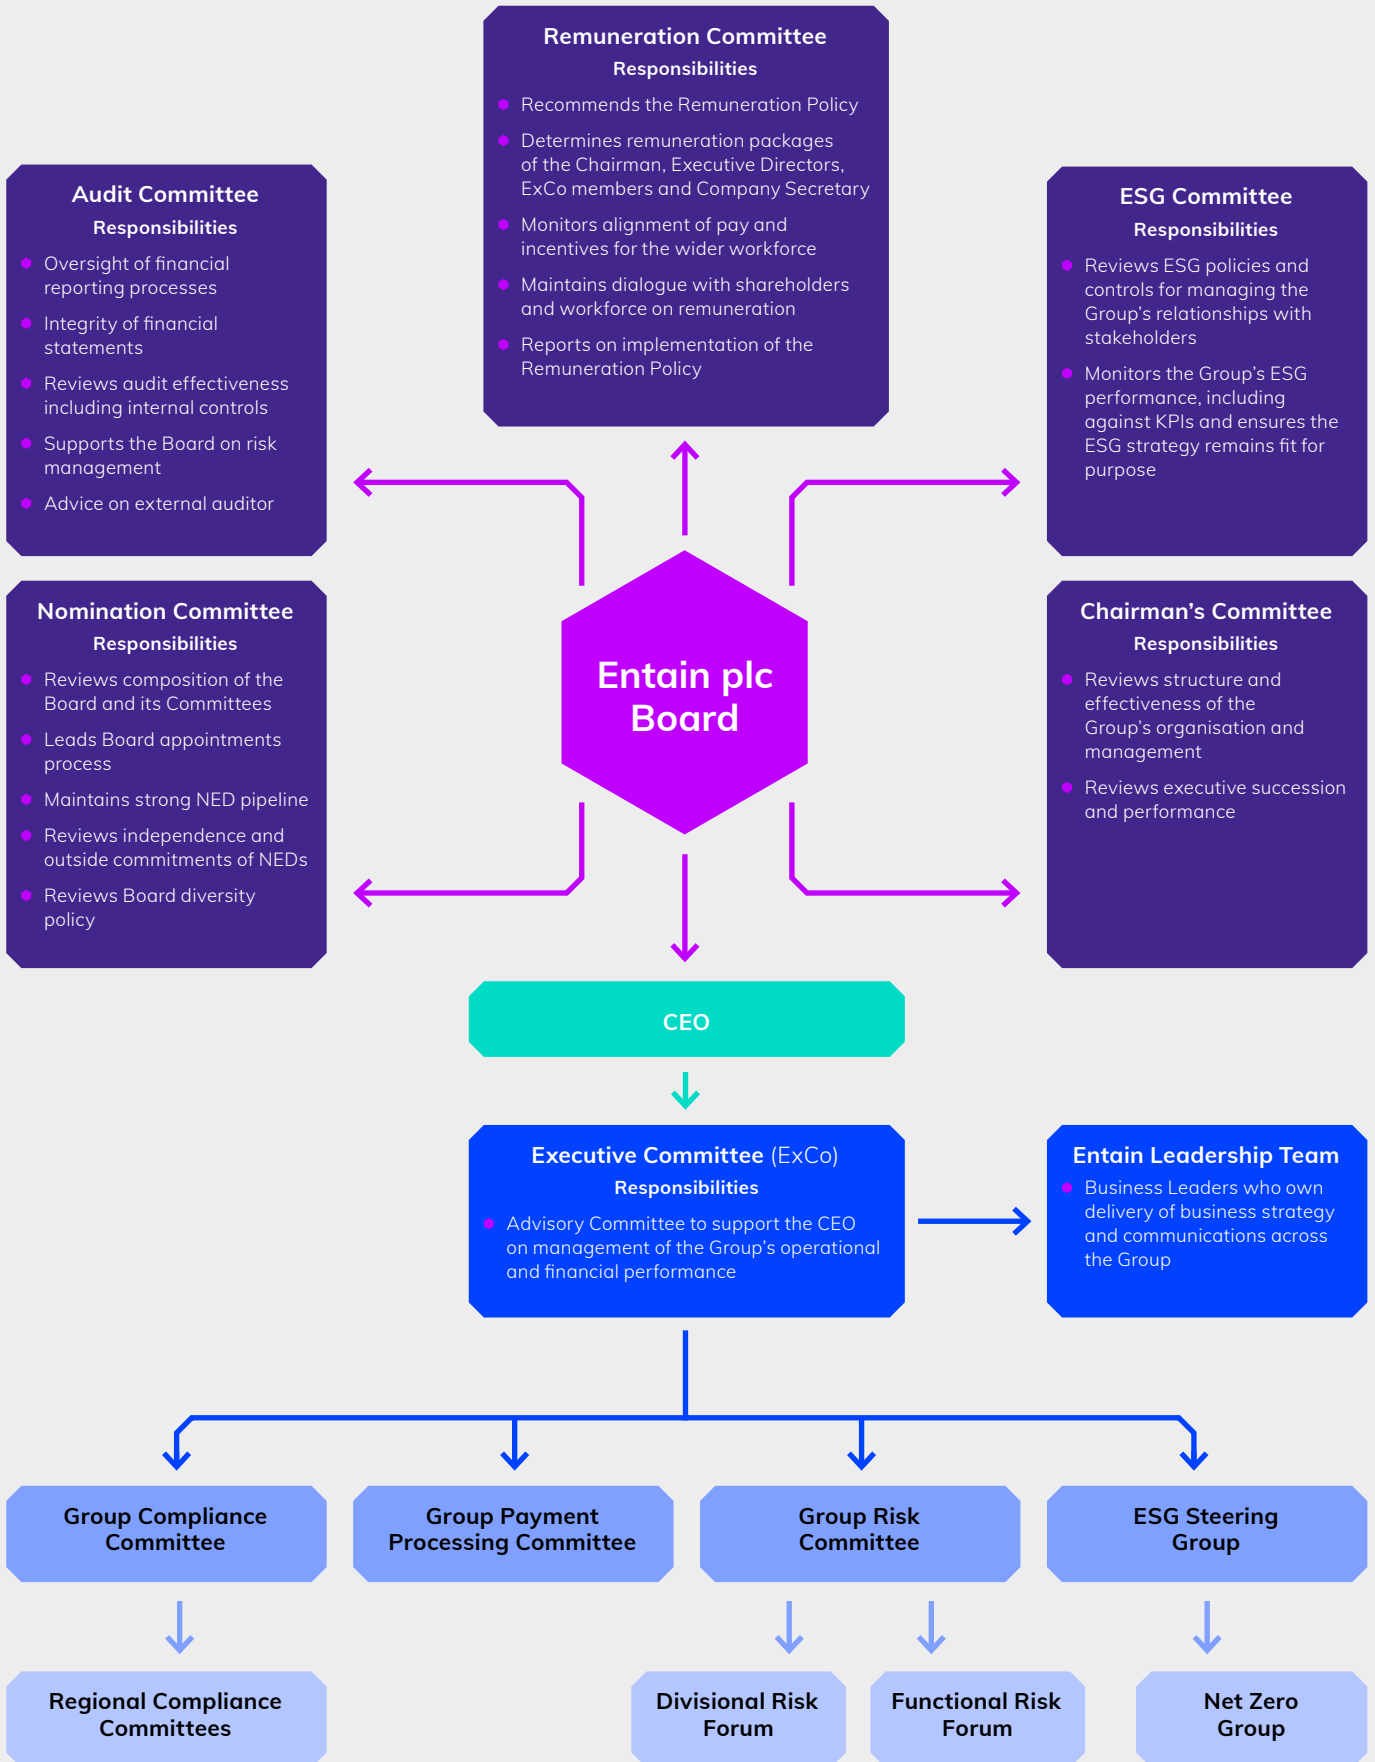 Remuneration Committee
Responsibilities
Recommends the Remuneration Policy
Determines remuneration packages
of the Chairman, Executive Directors,
ExCo members and Company Secretary
Monitors alignment of pay and
incentives for the wider workforce
Maintains dialogue with shareholders
and workforce on remuneration
Reports on implementation of the
Remuneration Policy
Audit Committee
Responsibilities
Oversight of financial
reporting processes
Integrity of financial
statements
Reviews audit effectiveness
including internal controls
Supports the Board on risk
management
Advice on external auditor
ESG Committee
Responsibilities
Reviews ESG policies and
controls for managing the
Group’s relationships with
stakeholders
Monitors the Group’s ESG
performance, including
against KPIs and ensures the
ESG strategy remains fit for
purpose
Nomination Committee
Responsibilities
Reviews composition of the
Board and its Committees
Leads Board appointments
process
Maintains strong NED pipeline
Reviews independence and
outside commitments of NEDs
Reviews Board diversity
policy
Entain plc
Board
Chairman’s Committee
Responsibilities
Reviews structure and
effectiveness of the
Group’s organisation and
management
Reviews executive succession
and performance
CEO
Executive Committee (ExCo)
Responsibilities
Advisory Committee to support the CEO
on management of the Group’s operational
and financial performance
Entain Leadership Team
Business Leaders who own
delivery of business strategy
and communications across
the Group
Group Compliance
Committee
Group Payment
Processing Committee
Group Risk
Committee
ESG Steering
Group
Regional Compliance
Committees
Divisional Risk
Forum
Functional Risk
Forum
Net Zero
Group